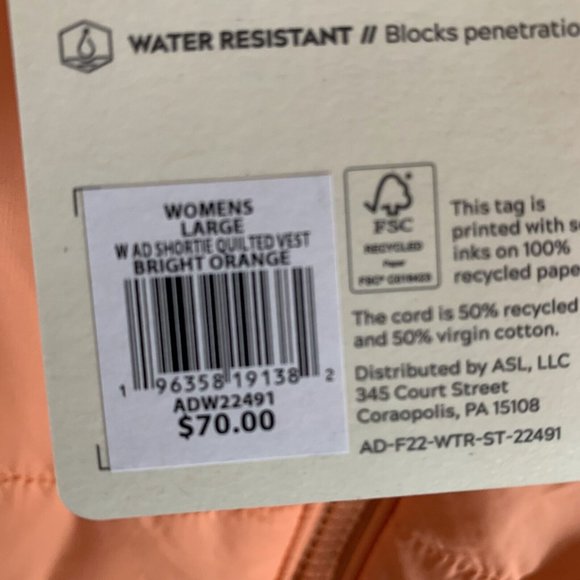 WATER RESISTANT // Blocks penetratio
WOMENS
LARGE
W AD SHORTIE QUILTED VEST
BRIGHT ORANGE
1 96358 19138 2
ADW22491
$70.00
FSC
RECYCLED
Paper
This tag is
printed with s
inks on 100%
recycled pape
The cord is 50% recycled
and 50% virgin cotton.
Distributed by ASL, LLC
345 Court Street
Coraopolis, PA 15108
AD-F22-WTR-ST-22491